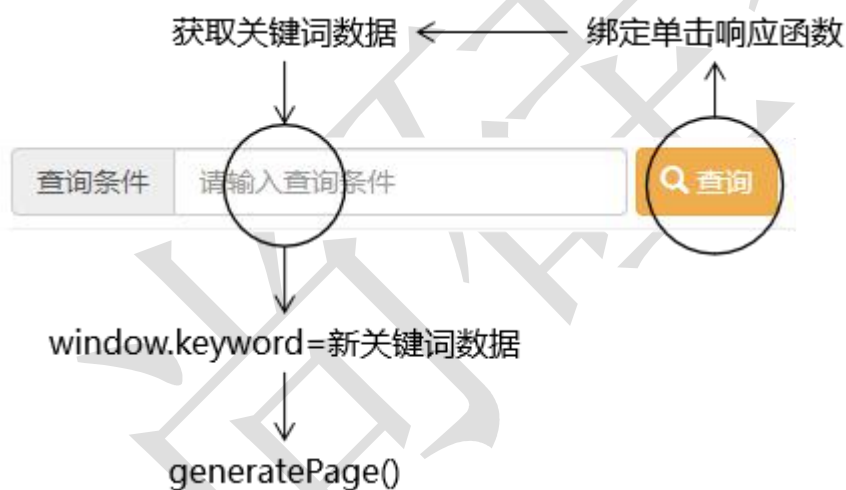 获取关键词数据 绑定单击响应函数
查询条件 请输入查询条件 查询
window.keyword=新关键词数据
generatePage()